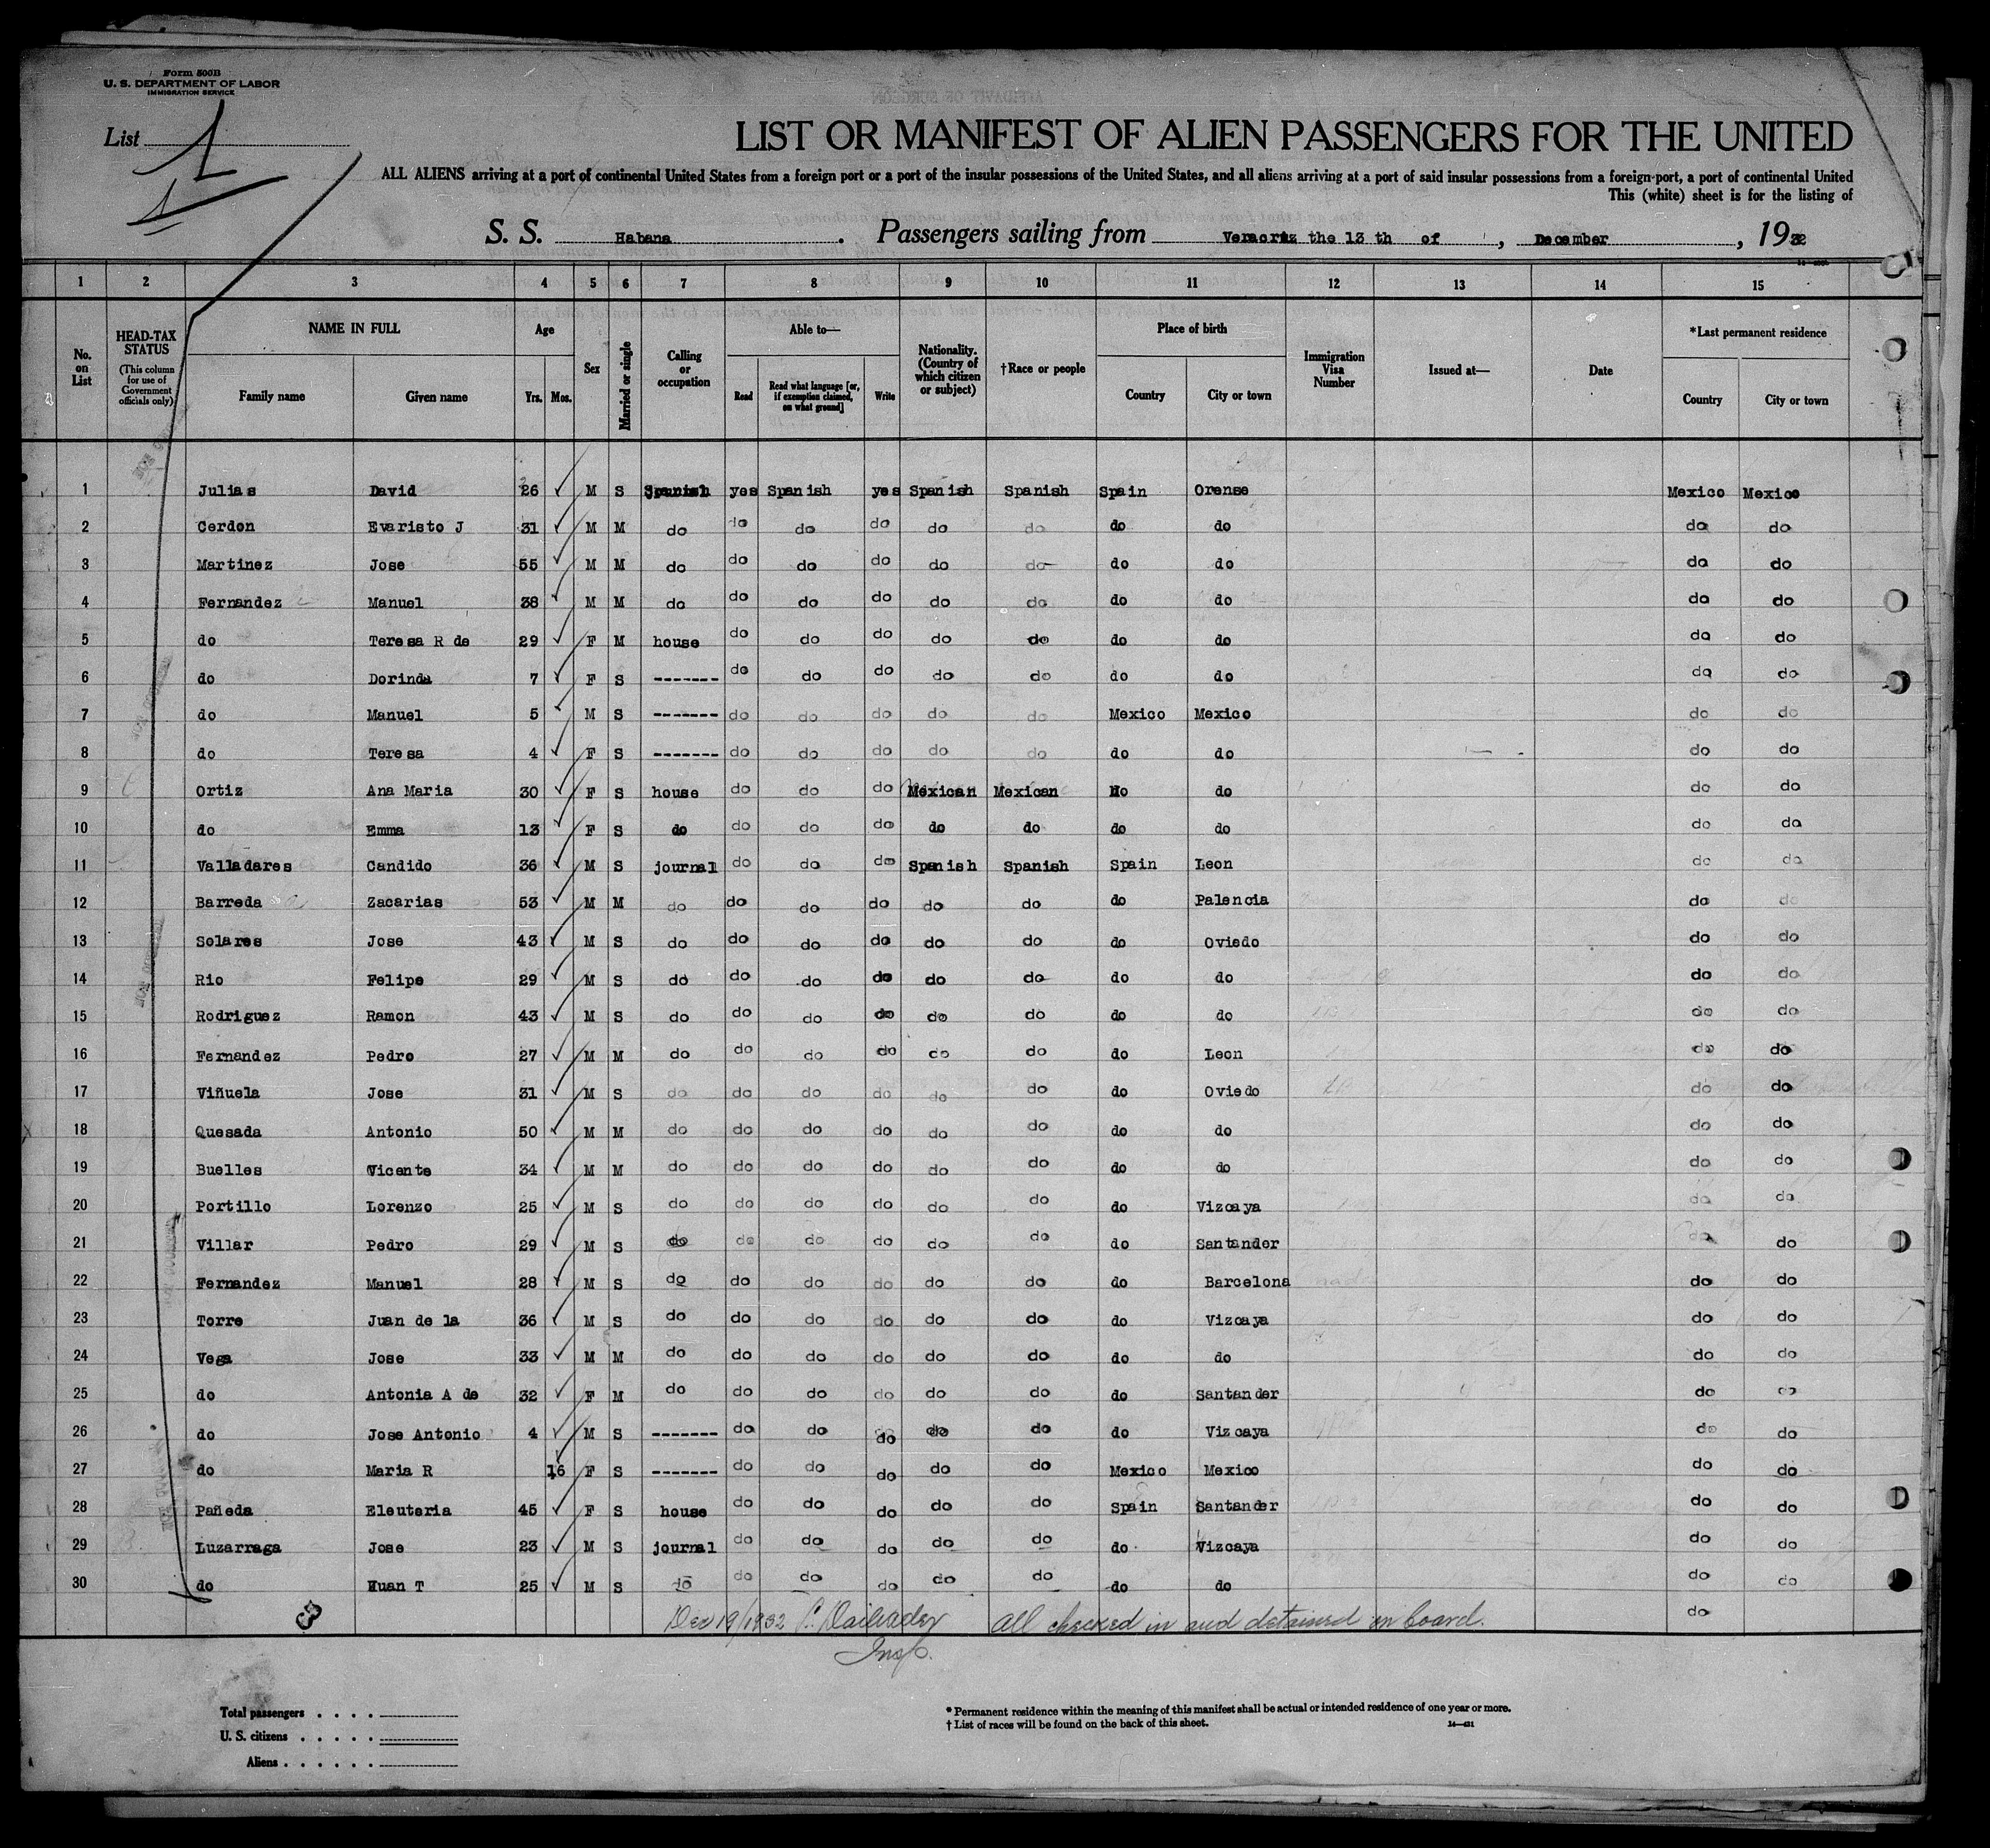 Form 500B
U. S. DEPARTMENT OF LABOR
IMMIGRATION SERVICE
List 1
1
LIST OR MANIFEST OF ALIEN PASSENGERS FOR THE UNITED
ALL ALIENS arriving at a port of continental United States from a foreign port or a port of the insular possessions of the United States, and all aliens arriving at a port of said insular possessions from a foreign port, a port of continental United
This (white) sheet is for the listing of
S. S. Habana . Passengers sailing from Veracruz the 13 th of , December , 1932
1 2 3 4 5 6 7 8 9 10 11 12 13 14 15
No. on List HEAD-TAX STATUS (This column for use of Government officials only) NAME IN FULL Family name Given name Age Yrs. Mos. Sex Married or single Calling or occupation Able to— Read Read what language [or, if exemption claimed, on what ground] Write Nationality. (Country of which citizen or subject) †Race or people Place of birth Country City or town Immigration Visa Number Issued at— Date *Last permanent residence Country City or town
1 Julias David 26 M S Spanish yes Spanish yes Spanish Spanish Spain Orense Mexico Mexico
2 Cerdon Evaristo J 31 M M do do do do do do do do do do
3 Martinez Jose 55 M M do do do do do do do do do do
4 Fernandez Manuel 38 M M do do do do do do do do do do
5 do Teresa R de 29 F M house do do do do do do do do do
6 do Dorinda 7 F S ------- do do do do do do do do do
7 do Manuel 5 M S ------- do do do do do Mexico Mexico do do
8 do Teresa 4 F S ------- do do do do do do do do do
9 Ortiz Ana Maria 30 F S house do do do Mexican Mexican do do do do
10 do Emma 13 F S do do do do do do do do do do
11 Valladares Candido 36 M S journal do do do Spanish Spanish Spain Leon do do
12 Barreda Zacarias 53 M M do do do do do do do Palencia do do
13 Solares Jose 43 M S do do do do do do do Oviedo do do
14 Rio Felipe 29 M S do do do do do do do do do do
15 Rodriguez Ramon 43 M S do do do do do do do do do do
16 Fernandez Pedro 27 M M do do do do do do do Leon do do
17 Viñuela Jose 31 M S do do do do do do do Oviedo do do
18 Quesada Antonio 50 M M do do do do do do do do do do
19 Buelles Vicente 34 M M do do do do do do do do do do
20 Portillo Lorenzo 25 M S do do do do do do do Vizcaya do do
21 Villar Pedro 29 M S do do do do do do do Santander do do
22 Fernandez Manuel 28 M S do do do do do do do Barcelona do do
23 Torre Juan de la 36 M S do do do do do do do Vizcaya do do
24 Vega Jose 33 M M do do do do do do do do do do
25 do Antonia A de 32 F M do do do do do do do Santander do do
26 do Jose Antonio 4 M S ------- do do do do do do Vizcaya do do
27 do Maria R 16 F S ------- do do do do do Mexico Mexico do do
28 Pañeda Eleuteria 45 F S house do do do do do Spain Santander do do
29 Luzarraga Jose 23 M S journal do do do do do do Vizcaya do do
30 do Huan T 25 M S do do do do do do do do do do
Dec 19/1932 All checked in and detained on board. do
Insp.
Total passengers
U. S. citizens
Aliens
* Permanent residence within the meaning of this manifest shall be actual or intended residence of one year or more.
† List of races will be found on the back of this sheet. 14—431